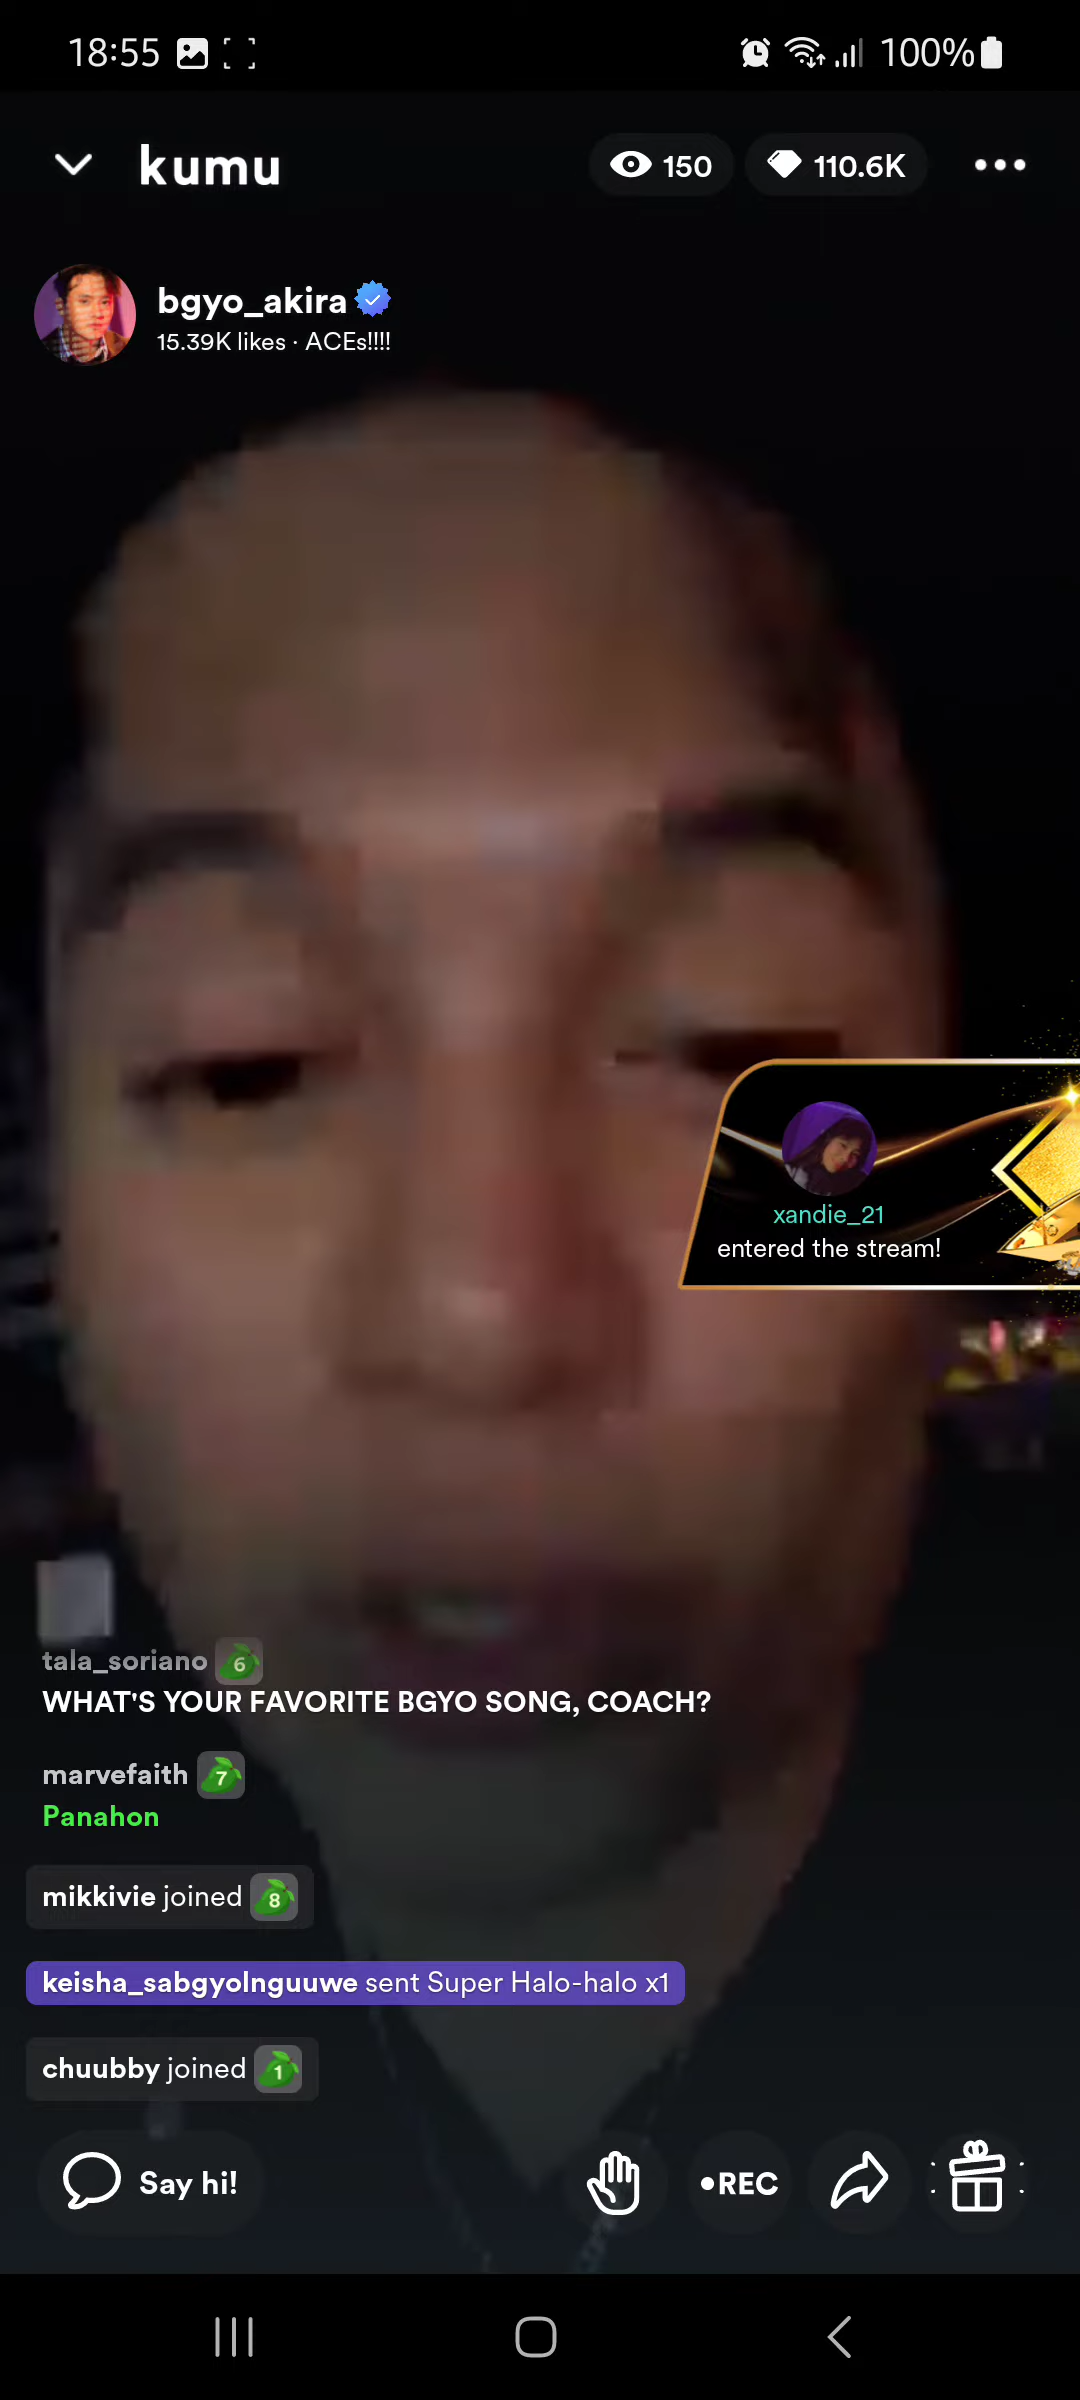 18:55
100%
kumu
150
110.6K
bgyo_akira
15.39K likes · ACEs!!!!
xandie_21
entered the stream!
tala_soriano 6
WHAT'S YOUR FAVORITE BGYO SONG, COACH?
marvefaith 7
Panahon
mikkivie joined 8
keisha_sabgyolnguuwe sent Super Halo-halo x1
chuubby joined 1
Say hi!
•REC